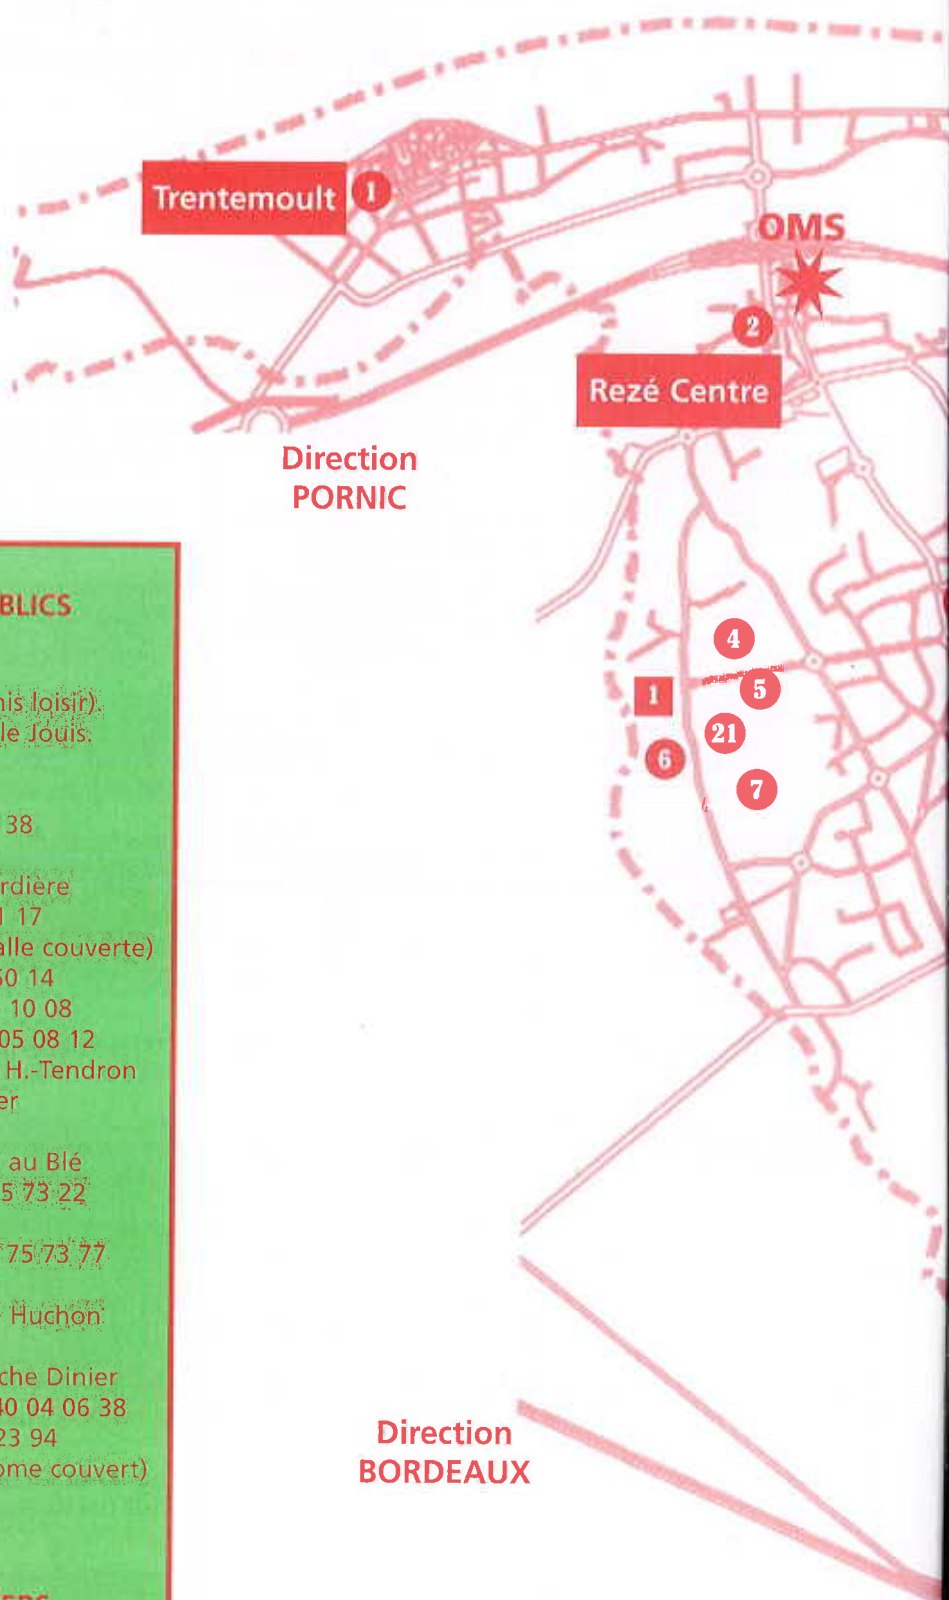 Trentemoult
1
OMS
2
Rezé Centre
Direction
PORNIC
4
1
5
21
6
7
Direction
BORDEAUX
BLICS
nis loisir).
le Jouis.
38
rdière
1 17
alle couverte)
50 14
10 08
05 08 12
H.-Tendron
er
au Blé
5 73 22
75 73 77
Huchon
che Dinier
40 04 06 38
23 94
ome couvert)